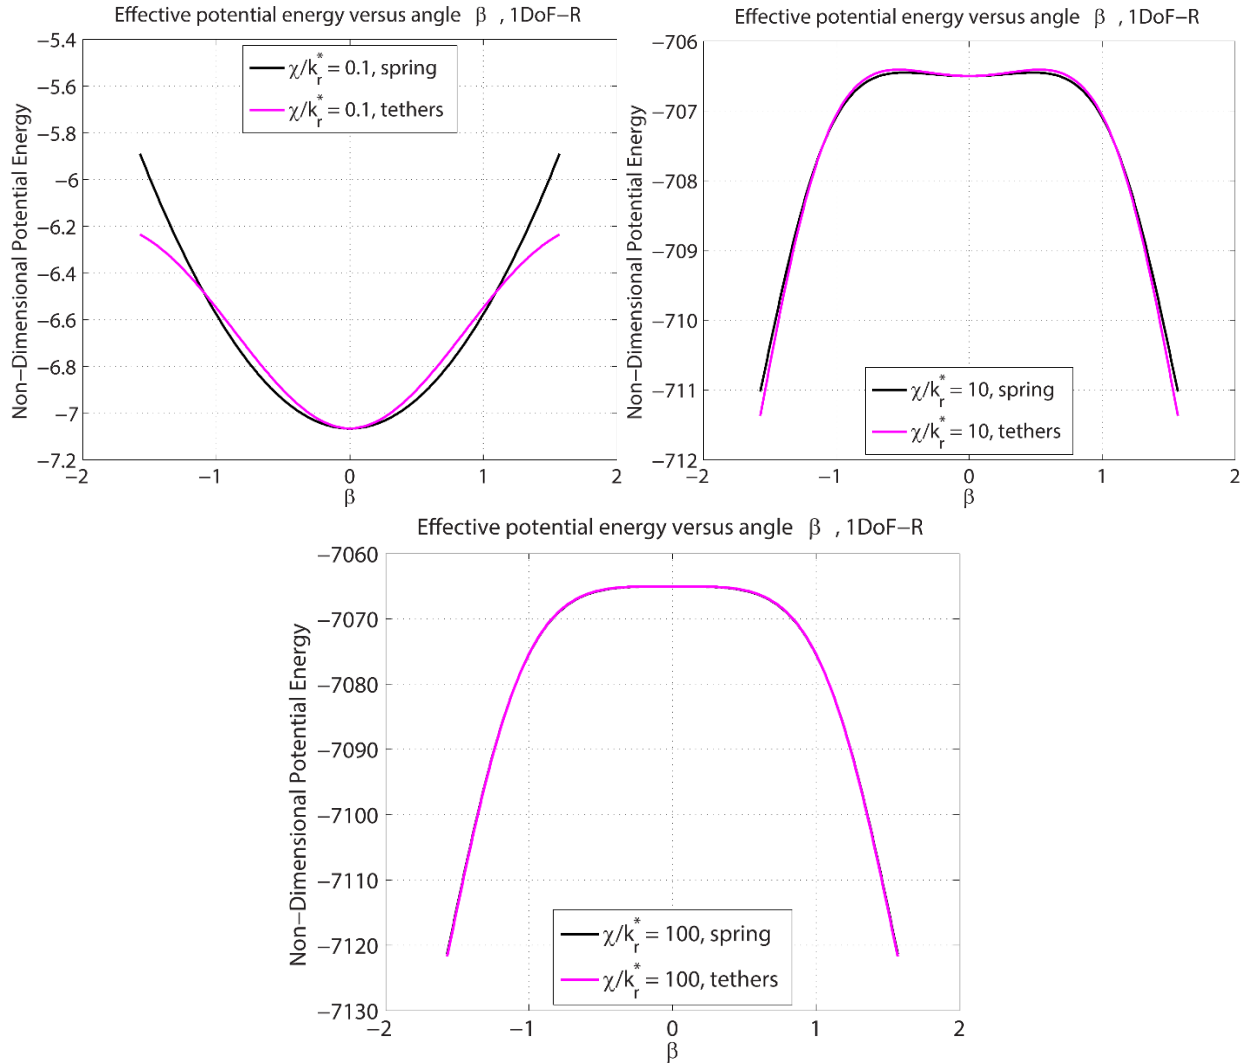 Effective potential energy versus angle β , 1DoF−R
Non−Dimensional Potential Energy
−5.4
−5.6
−5.8
−6
−6.2
−6.4
−6.6
−6.8
−7
−7.2
χ/k*r = 0.1, spring
χ/k*r = 0.1, tethers
−2 −1 0 1 2
β
Effective potential energy versus angle β , 1DoF−R
Non−Dimensional Potential Energy
−706
−707
−708
−709
−710
−711
−712
χ/k*r = 10, spring
χ/k*r = 10, tethers
−2 −1 0 1 2
β
Effective potential energy versus angle β , 1DoF−R
Non−Dimensional Potential Energy
−7060
−7070
−7080
−7090
−7100
−7110
−7120
−7130
χ/k*r = 100, spring
χ/k*r = 100, tethers
−2 −1 0 1 2
β